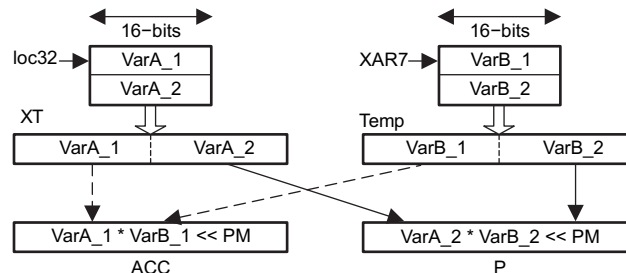 16−bits 16−bits
loc32 VarA_1 XAR7 VarB_1
VarA_2 VarB_2
XT Temp
VarA_1 VarA_2 VarB_1 VarB_2
VarA_1 * VarB_1 << PM VarA_2 * VarB_2 << PM
ACC P